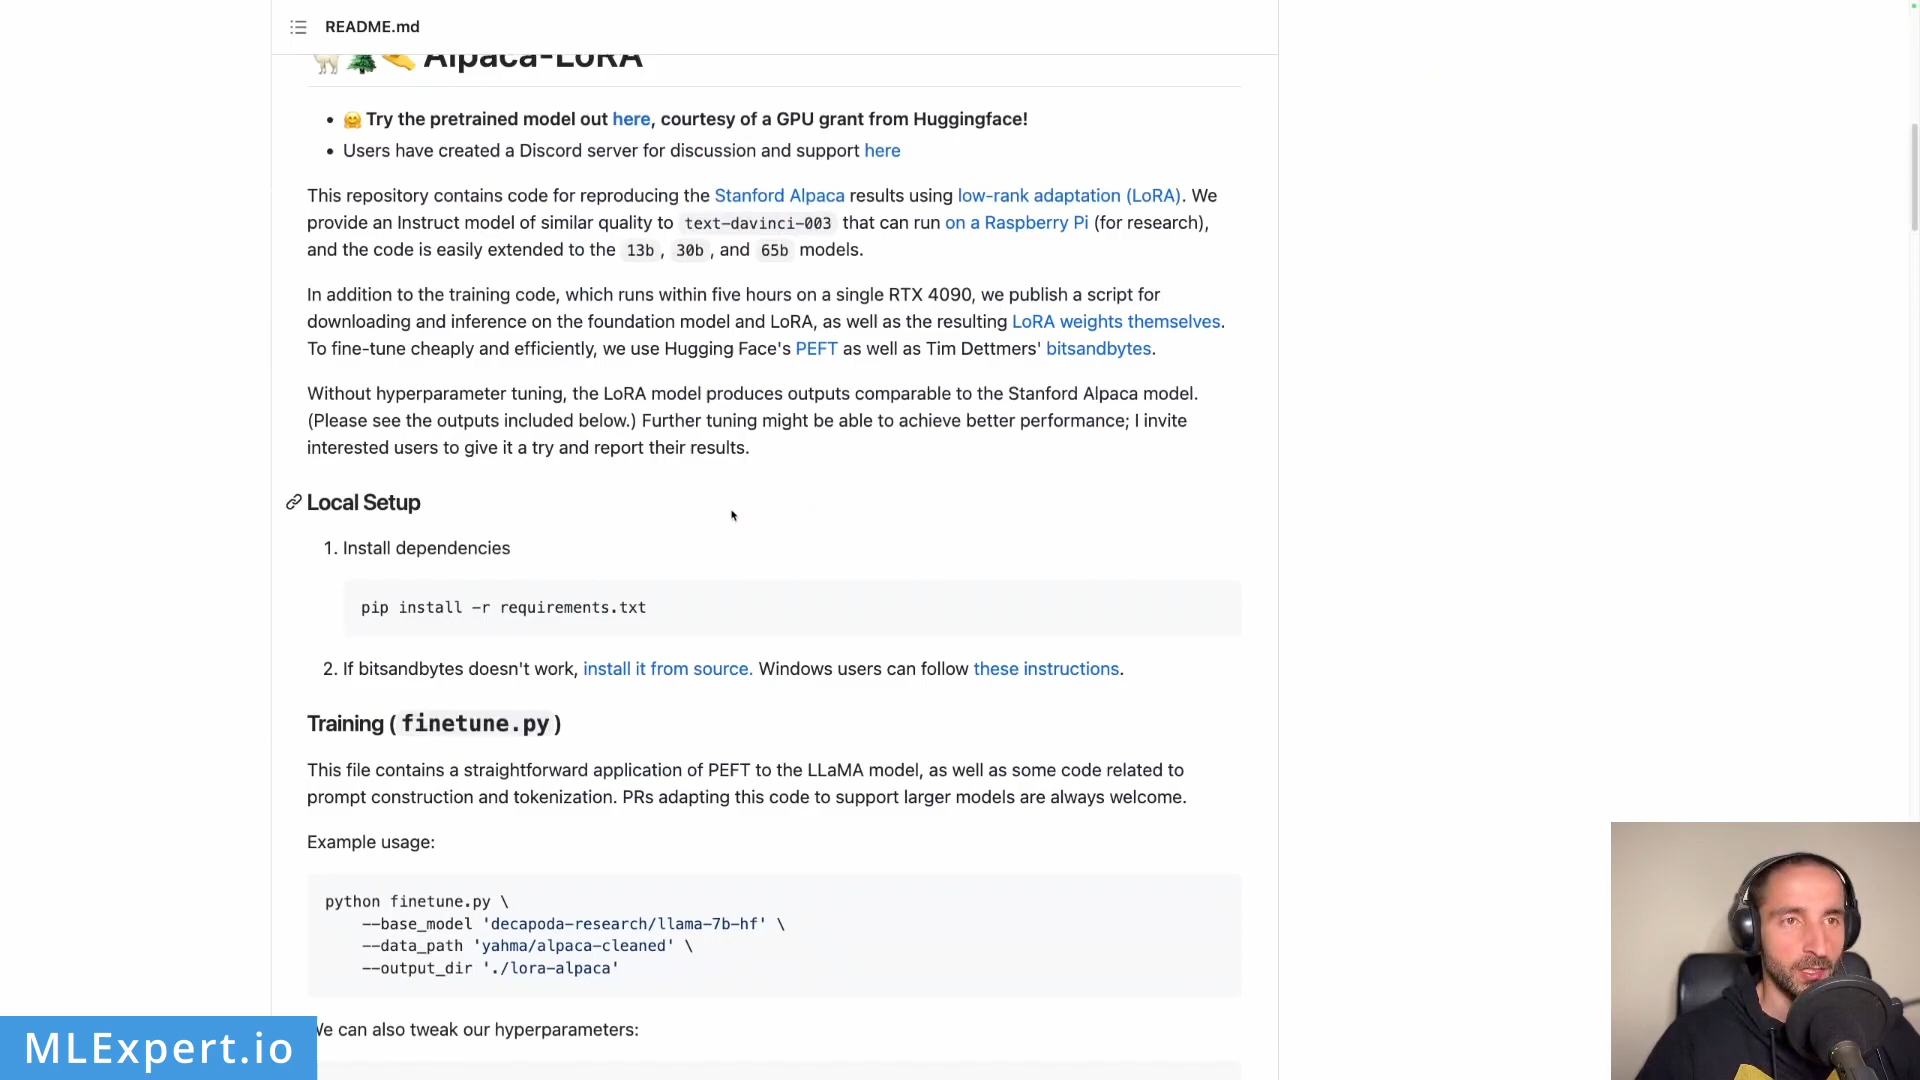 README.md
Alpaca-LoRA
• 🤗 Try the pretrained model out here, courtesy of a GPU grant from Huggingface!
• Users have created a Discord server for discussion and support here
This repository contains code for reproducing the Stanford Alpaca results using low-rank adaptation (LoRA). We
provide an Instruct model of similar quality to text-davinci-003 that can run on a Raspberry Pi (for research),
and the code is easily extended to the 13b, 30b, and 65b models.
In addition to the training code, which runs within five hours on a single RTX 4090, we publish a script for
downloading and inference on the foundation model and LoRA, as well as the resulting LoRA weights themselves.
To fine-tune cheaply and efficiently, we use Hugging Face's PEFT as well as Tim Dettmers' bitsandbytes.
Without hyperparameter tuning, the LoRA model produces outputs comparable to the Stanford Alpaca model.
(Please see the outputs included below.) Further tuning might be able to achieve better performance; I invite
interested users to give it a try and report their results.
Local Setup
1. Install dependencies
pip install -r requirements.txt
2. If bitsandbytes doesn't work, install it from source. Windows users can follow these instructions.
Training (finetune.py)
This file contains a straightforward application of PEFT to the LLaMA model, as well as some code related to
prompt construction and tokenization. PRs adapting this code to support larger models are always welcome.
Example usage:
python finetune.py \
--base_model 'decapoda-research/llama-7b-hf' \
--data_path 'yahma/alpaca-cleaned' \
--output_dir './lora-alpaca'
We can also tweak our hyperparameters:
MLExpert.io